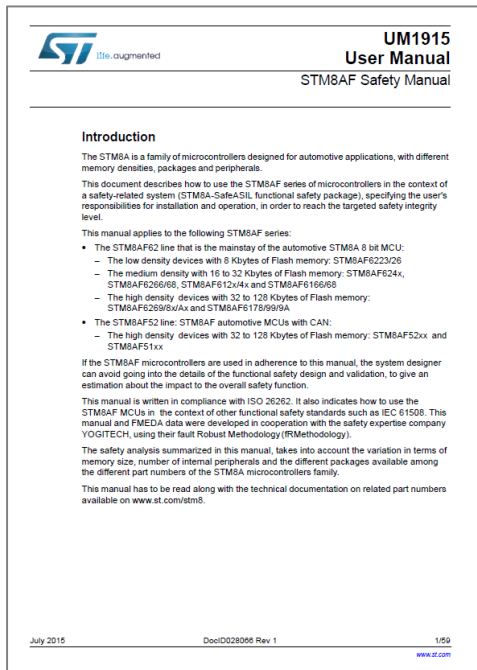 UM1915
life.augmented
User Manual
STM8AF Safety Manual
Introduction
The STM8A is a family of microcontrollers designed for automotive applications, with different
memory densities, packages and peripherals.
This document describes how to use the STM8AF series of microcontrollers in the context of
a safety-related system (STM8A-SafeASIL functional safety package), specifying the user's
responsibilities for installation and operation, in order to reach the targeted safety integrity
level.
This manual applies to the following STM8AF series:
• The STM8AF62 line that is the mainstay of the automotive STM8A 8 bit MCU:
– The low density devices with 8 Kbytes of Flash memory: STM8AF6223/26
– The medium density with 16 to 32 Kbytes of Flash memory: STM8AF624x,
STM8AF6266/68, STM8AF612x/4x and STM8AF6166/68
– The high density devices with 32 to 128 Kbytes of Flash memory:
STM8AF6269/8x/Ax and STM8AF6178/99/9A
• The STM8AF52 line: STM8AF automotive MCUs with CAN:
– The high density devices with 32 to 128 Kbytes of Flash memory: STM8AF52xx and
STM8AF51xx
If the STM8AF microcontrollers are used in adherence to this manual, the system designer
can avoid going into the details of the functional safety design and validation, to give an
estimation about the impact to the overall safety function.
This manual is written in compliance with ISO 26262. It also indicates how to use the
STM8AF MCUs in the context of other functional safety standards such as IEC 61508. This
manual and FMEDA data were developed in cooperation with the safety expertise company
YOGITECH, using their fault Robust Methodology (fRMethodology).
The safety analysis summarized in this manual, takes into account the variation in terms of
memory size, number of internal peripherals and the different packages available among
the different part numbers of the STM8A microcontrollers family.
This manual has to be read along with the technical documentation on related part numbers
available on www.st.com/stm8.
July 2015 DocID028066 Rev 1 1/59
www.st.com